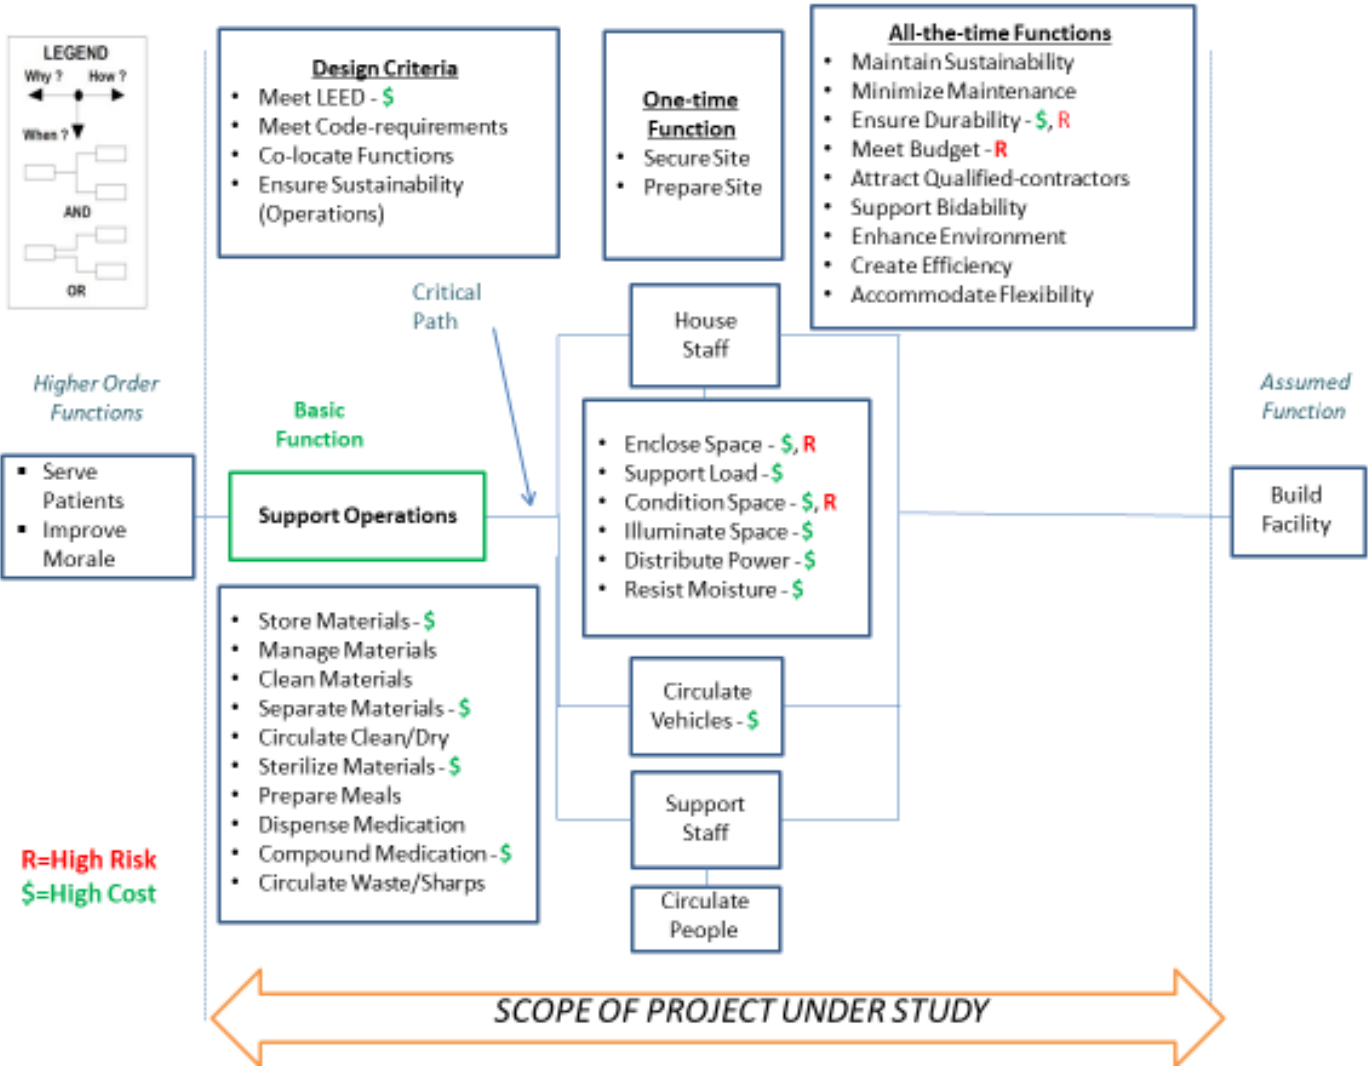 LEGEND
Why ? How ?
When ?
AND
OR
Design Criteria
• Meet LEED - $
• Meet Code-requirements
• Co-locate Functions
• Ensure Sustainability
(Operations)
One-time
Function
• Secure Site
• Prepare Site
All-the-time Functions
• Maintain Sustainability
• Minimize Maintenance
• Ensure Durability - $, R
• Meet Budget - R
• Attract Qualified-contractors
• Support Bidability
• Enhance Environment
• Create Efficiency
• Accommodate Flexibility
Critical
Path
House
Staff
Higher Order
Functions
Basic
Function
Assumed
Function
▪ Serve
Patients
▪ Improve
Morale
Support Operations
• Enclose Space - $, R
• Support Load - $
• Condition Space - $, R
• Illuminate Space - $
• Distribute Power - $
• Resist Moisture - $
Build
Facility
• Store Materials - $
• Manage Materials
• Clean Materials
• Separate Materials - $
• Circulate Clean/Dry
• Sterilize Materials - $
• Prepare Meals
• Dispense Medication
• Compound Medication - $
• Circulate Waste/Sharps
Circulate
Vehicles - $
Support
Staff
Circulate
People
R=High Risk
$=High Cost
SCOPE OF PROJECT UNDER STUDY